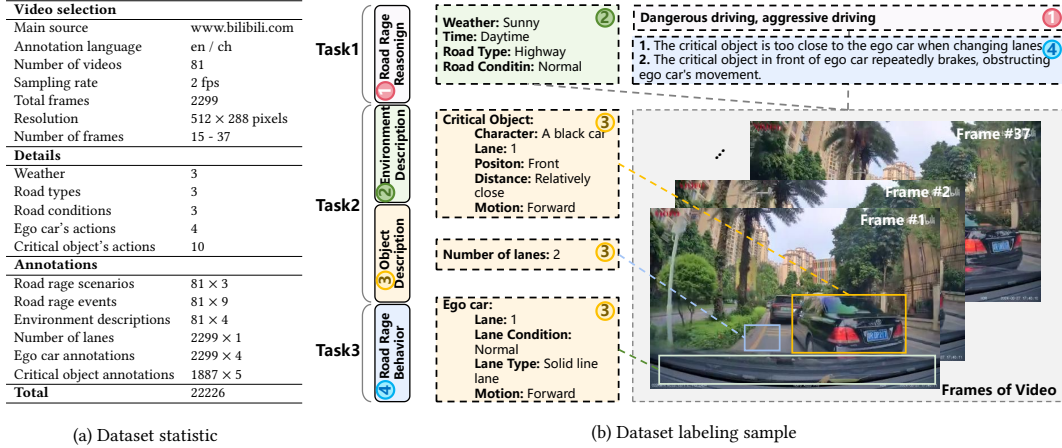 Video selection
Main source www.bilibili.com
Annotation language en / ch
Number of videos 81
Sampling rate 2 fps
Total frames 2299
Resolution 512 × 288 pixels
Number of frames 15 - 37
Details
Weather 3
Road types 3
Road conditions 3
Ego car's actions 4
Critical object's actions 10
Annotations
Road rage scenarios 81 × 3
Road rage events 81 × 9
Environment descriptions 81 × 4
Number of lanes 2299 × 1
Ego car annotations 2299 × 4
Critical object annotations 1887 × 5
Total 22226
(a) Dataset statistic
Task1
1 Road Rage
Reasonign
Task2
2 Environment
Description
3 Object
Description
Task3
4 Road Rage
Behavior
Weather: Sunny
Time: Daytime
Road Type: Highway
Road Conditin: Normal
2
Dangerous driving, aggressive driving
1
1. The critical object is too close to the ego car when changing lanes
2. The critical object in front of ego car repeatedly brakes, obstructing
ego car's movement.
4
Critical Object:
Character: A black car
Lane: 1
Positon: Front
Distance: Relatively
close
Motion: Forward
3
Number of lanes: 2
3
Ego car:
Lane: 1
Lane Condition:
Normal
Lane Type: Solid line
lane
Motion: Forward
3
Frame #37
Frame #2
Frame #1
Frames of Video
(b) Dataset labeling sample